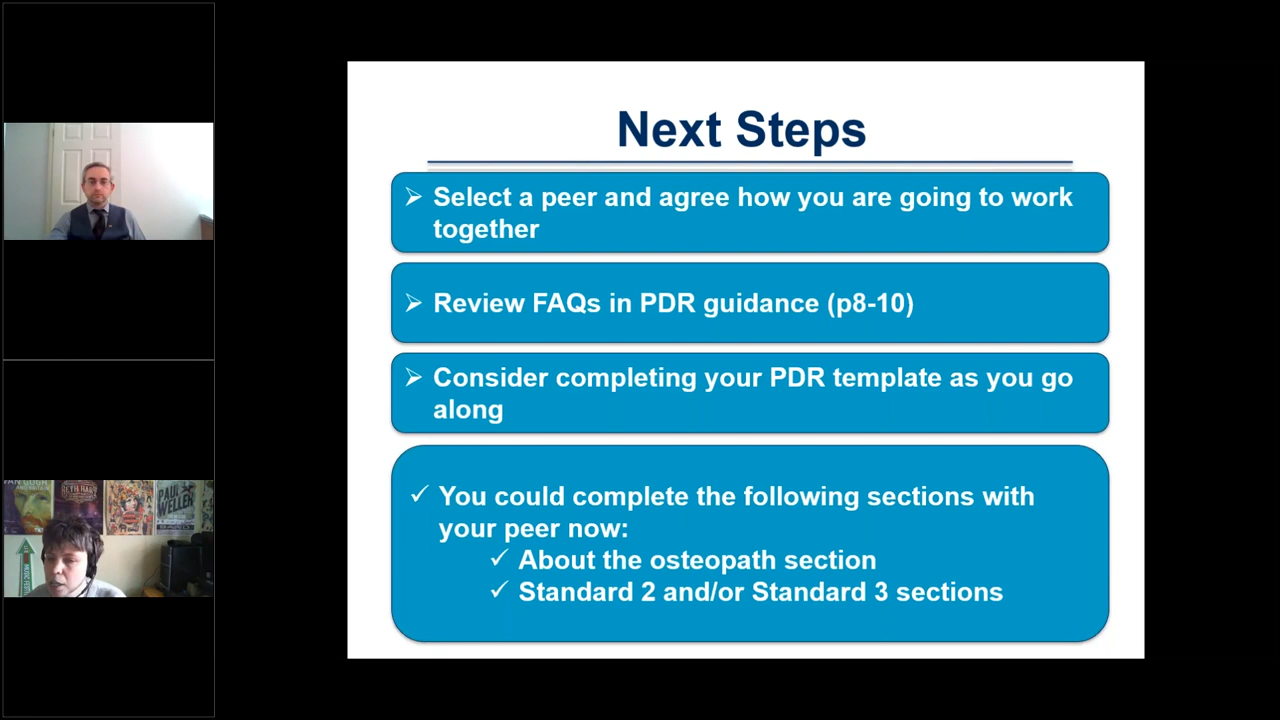 Next Steps
➢ Select a peer and agree how you are going to work
together
➢ Review FAQs in PDR guidance (p8-10)
➢ Consider completing your PDR template as you go
along
✓ You could complete the following sections with
your peer now:
✓ About the osteopath section
✓ Standard 2 and/or Standard 3 sections
PAUL
WELLER